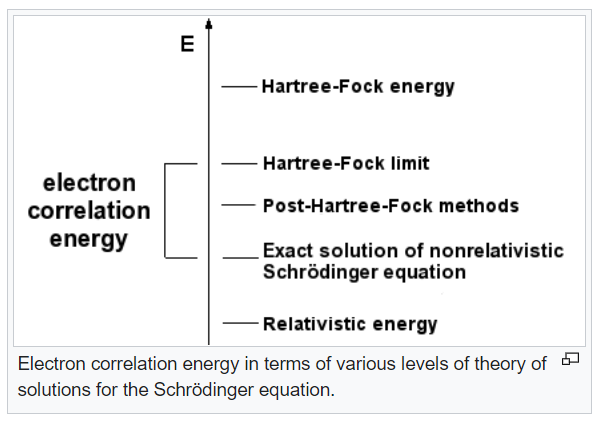 E
Hartree-Fock energy
Hartree-Fock limit
electron
correlation
energy
Post-Hartree-Fock methods
Exact solution of nonrelativistic
Schrödinger equation
Relativistic energy
Electron correlation energy in terms of various levels of theory of
solutions for the Schrödinger equation.